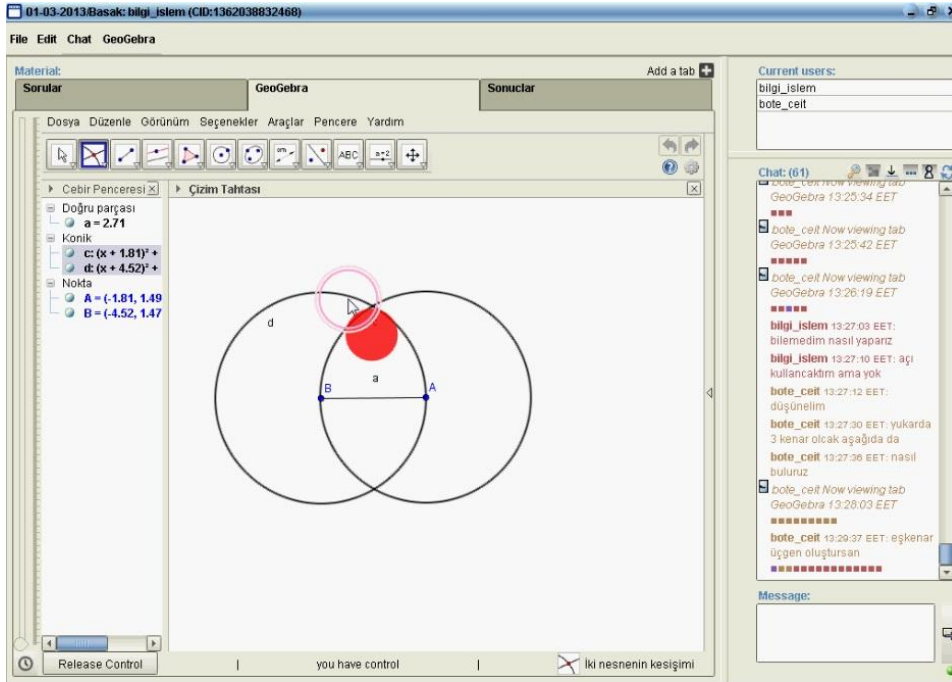 01-03-2013/Basak: bilgi_islem (CID:1362038832468)
File Edit Chat GeoGebra
Material:
Add a tab
Sorular
GeoGebra
Sonuclar
Dosya Düzenle Görünüm Seçenekler Araçlar Pencere Yardım
ABC
a=2
Cebir Penceresi
Çizim Tahtası
Doğru parçası
a = 2.71
Konik
c: (x + 1.81)² +
d: (x + 4.52)² +
Nokta
A = (-1.81, 1.49
B = (-4.52, 1.47
d
a
B
A
Release Control
you have control
İki nesnenin kesişimi
Current users:
bilgi_islem
bote_ceit
Chat: (61)
bote_ceit Now viewing tab
GeoGebra 13:25:34 EET
bote_ceit Now viewing tab
GeoGebra 13:25:42 EET
bote_ceit Now viewing tab
GeoGebra 13:26:19 EET
bilgi_islem 13:27:03 EET:
bilemedim nasıl yaparız
bilgi_islem 13:27:10 EET: açı
kullancaktım ama yok
bote_ceit 13:27:12 EET:
düşünelim
bote_ceit 13:27:30 EET: yukarda
3 kenar olcak aşağıda da
bote_ceit 13:27:36 EET: nasıl
buluruz
bote_ceit Now viewing tab
GeoGebra 13:28:03 EET
bote_ceit 13:29:37 EET: eşkenar
üçgen oluştursan
Message: